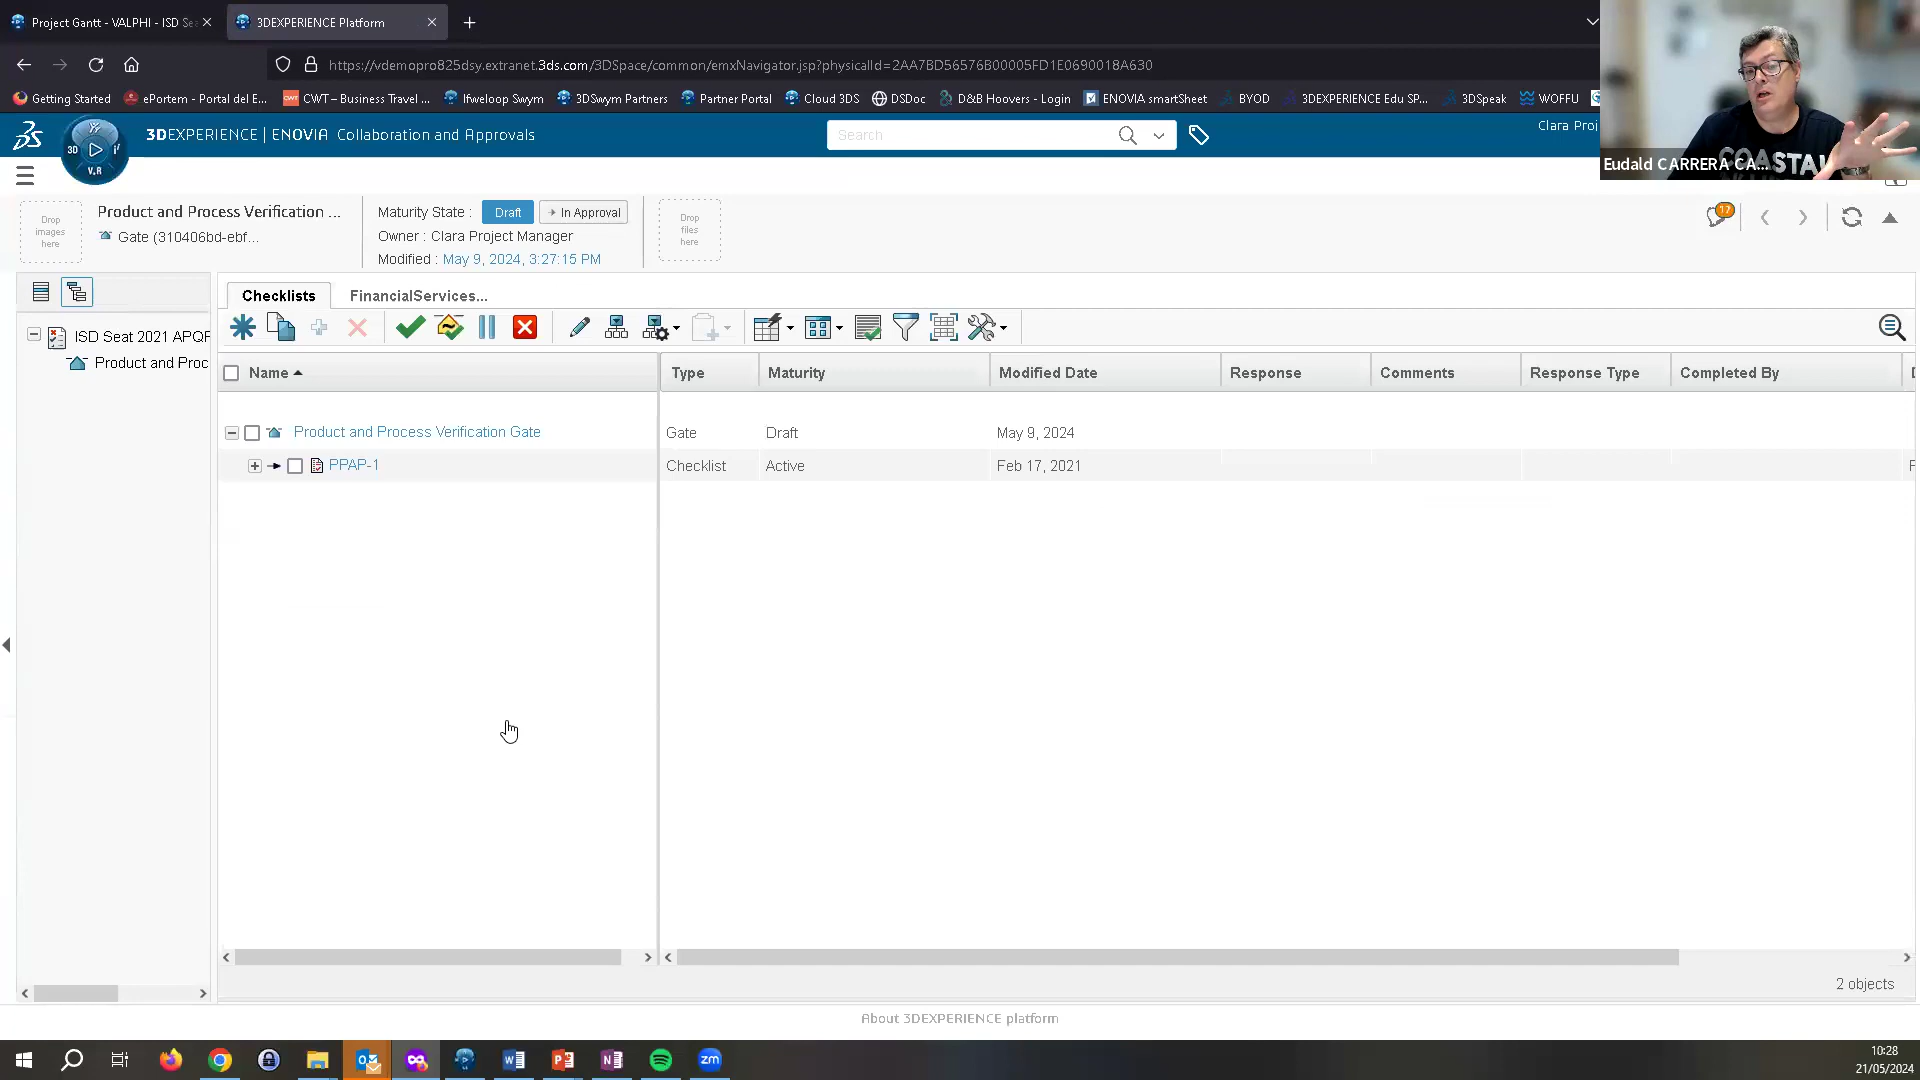 Project Gantt - VALPHI - ISD Sea
3DEXPERIENCE Platform
https://vdemopro825dsy.extranet.3ds.com/3DSpace/common/emxNavigator.jsp?physicalId=2AA7BD56576B00005FD1E0690018A630
Getting Started
ePortem - Portal del E...
CWT – Business Travel ...
Ifweloop Swym
3DSwym Partners
Partner Portal
Cloud 3DS
DSDoc
D&B Hoovers - Login
ENOVIA smartSheet
BYOD
3DEXPERIENCE Edu SP...
3DSpeak
WOFFU
3D
V.R
3DEXPERIENCE | ENOVIA Collaboration and Approvals
Search
Clara Proj
COASTAL
Eudald CARRERA CA...
Drop images here
Product and Process Verification ...
Gate (310406bd-ebf...
Maturity State : Draft In Approval
Owner : Clara Project Manager
Modified : May 9, 2024, 3:27:15 PM
Drop files here
17
ISD Seat 2021 APQP
Product and Proc
Checklists
FinancialServices...
Name Type Maturity Modified Date Response Comments Response Type Completed By
Product and Process Verification Gate Gate Draft May 9, 2024
PPAP-1 Checklist Active Feb 17, 2021
2 objects
About 3DEXPERIENCE platform
zm
10:28
21/05/2024